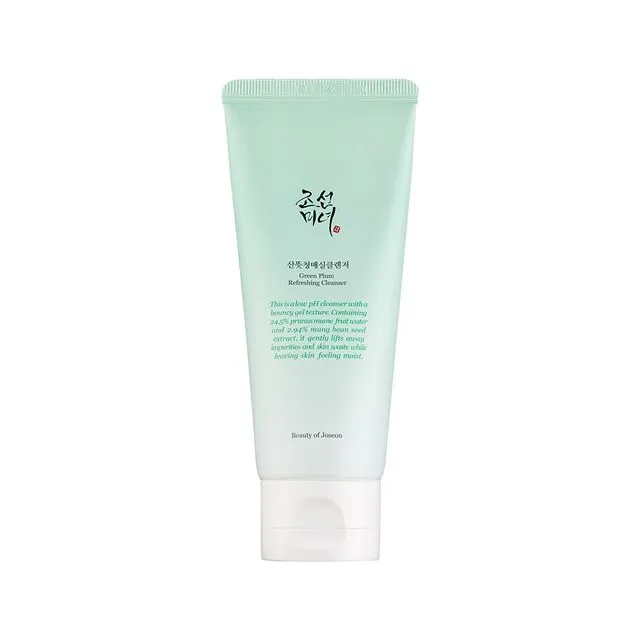 조선
미녀
산뜻청매실클렌저
Green Plum
Refreshing Cleanser
This is a low pH cleanser with a
bouncy gel texture. Containing
24.5% prunus mume fruit water
and 2.94% mung bean seed
extract, it gently lifts away
impurities and skin waste while
leaving skin feeling moist.
Beauty of Joseon